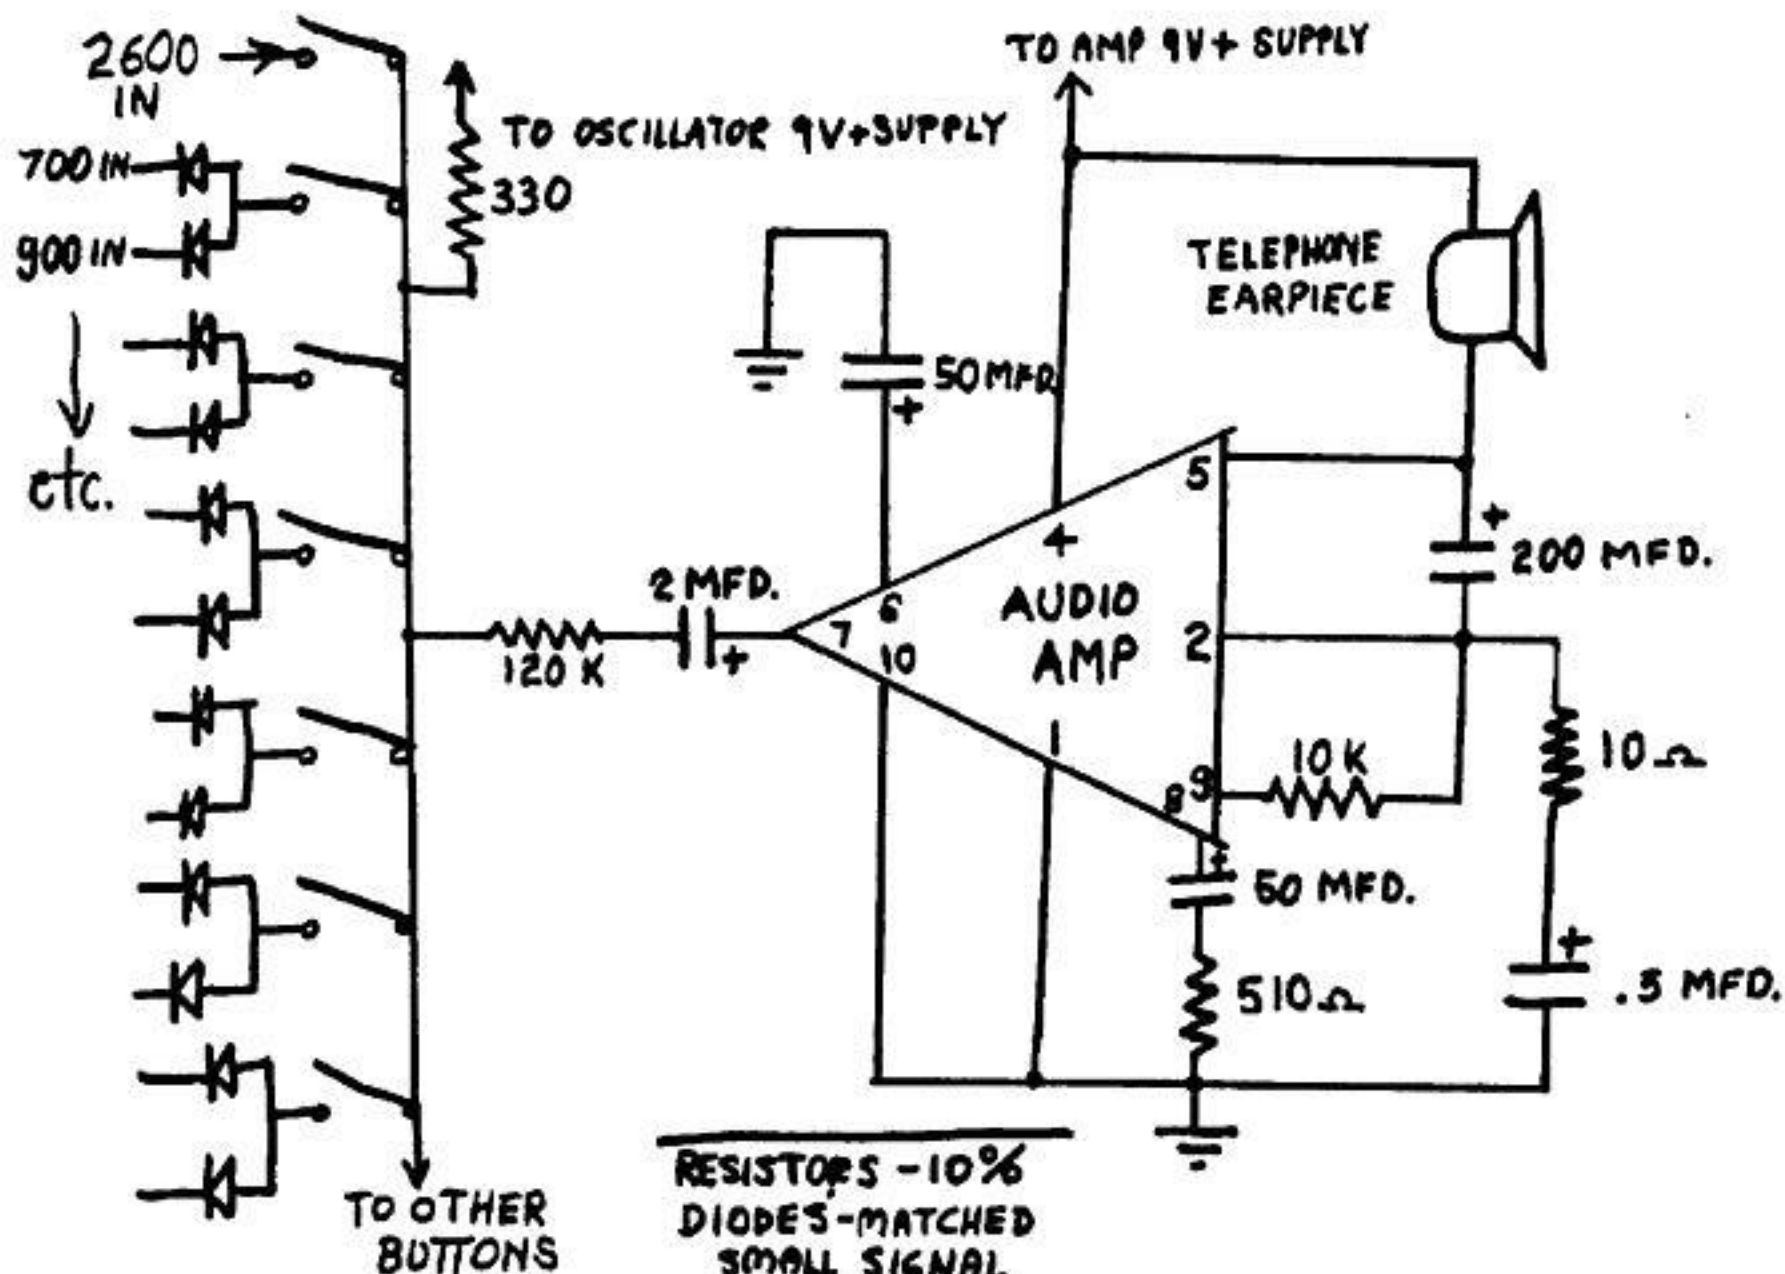 2600
IN
TO AMP 9V+ SUPPLY
TO OSCILLATOR 9V+SUPPLY
700 IN
330
900 IN
TELEPHONE
EARPIECE
50 MFD
etc.
5
4
+
200 MFD.
2 MFD.
6
AUDIO
7
10
AMP
2
+
120 K
1
10 K
10 Ω
8
9
+
50 MFD.
+
510 Ω
.3 MFD.
RESISTORS -10%
DIODES-MATCHED
SMALL SIGNAL
TO OTHER
BUTTONS
+